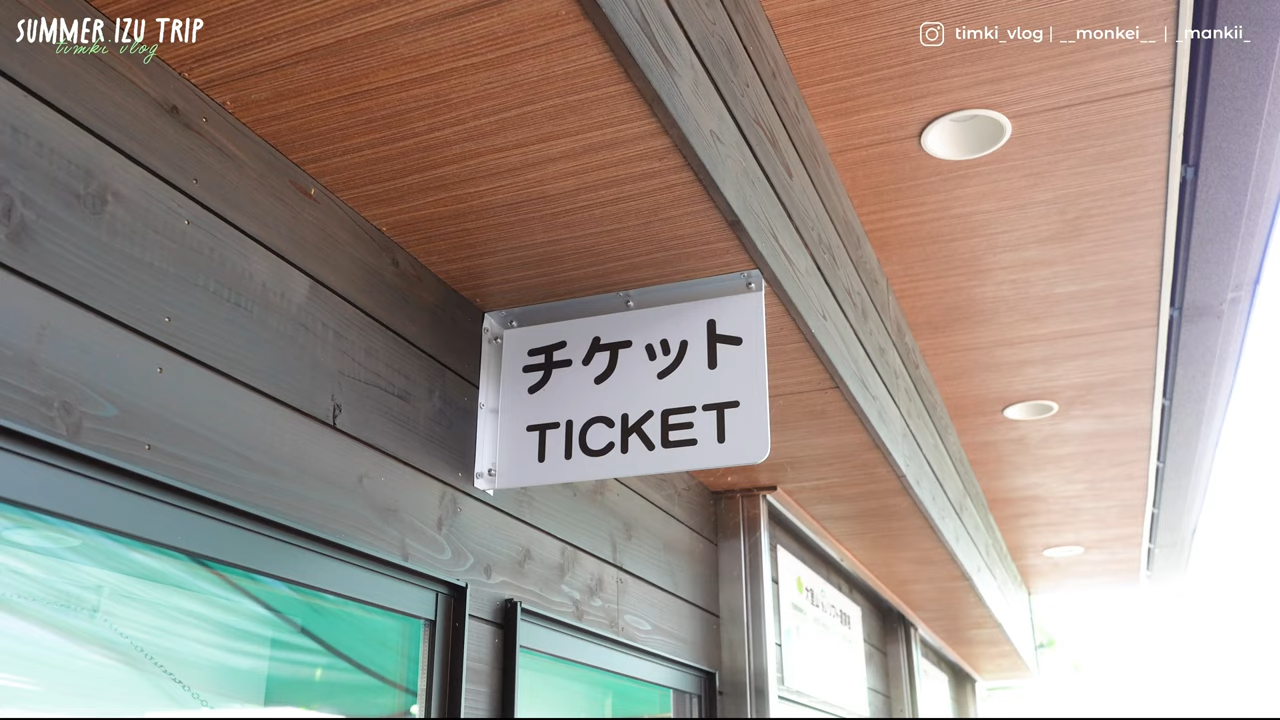 SUMMER IZU TRIP
timki vlog
timki_vlog | __monkei__ | _mankii_
チケット
TICKET